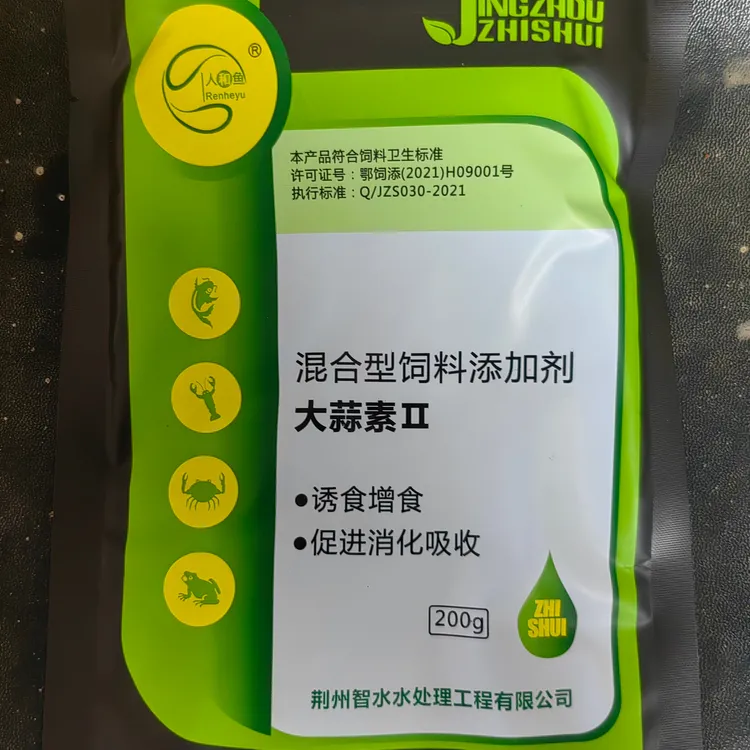 JINGZHOU
ZHISHUI
®
人和鱼
Renheyu
本产品符合饲料卫生标准
许可证号：鄂饲添(2021)H09001号
执行标准：Q/JZS030-2021
混合型饲料添加剂
大蒜素Ⅱ
●诱食增食
●促进消化吸收
200g
ZHI
SHUI
荆州智水水处理工程有限公司